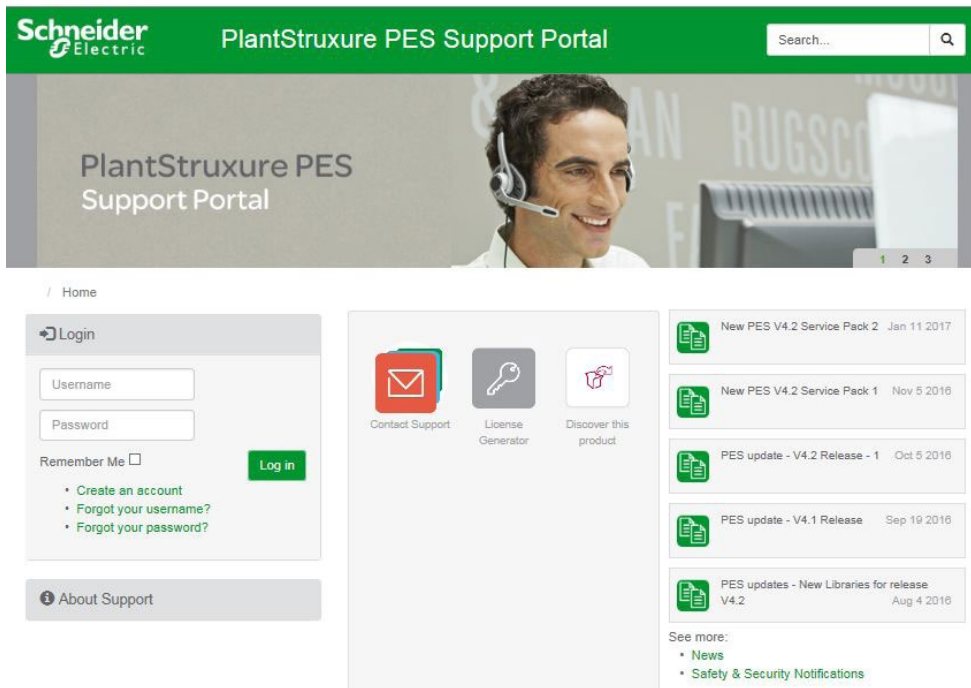 Schneider
Electric
PlantStruxure PES Support Portal
Search...
PlantStruxure PES
Support Portal
1 2 3
/ Home
Login
Username
Password
Remember Me
Log in
• Create an account
• Forgot your username?
• Forgot your password?
About Support
Contact Support
License
Generator
Discover this
product
New PES V4.2 Service Pack 2 Jan 11 2017
New PES V4.2 Service Pack 1 Nov 5 2016
PES update - V4.2 Release - 1 Oct 5 2016
PES update - V4.1 Release Sep 19 2016
PES updates - New Libraries for release
V4.2 Aug 4 2016
See more:
• News
• Safety & Security Notifications